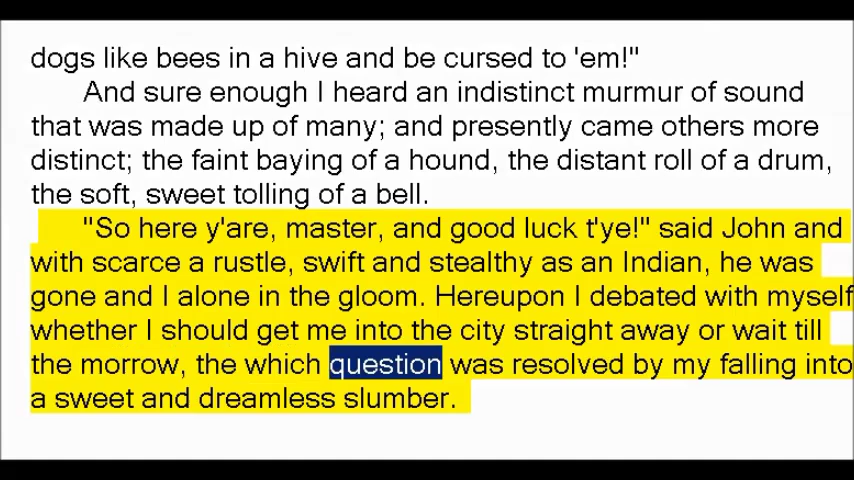 dogs like bees in a hive and be cursed to 'em!"
And sure enough I heard an indistinct murmur of sound
that was made up of many; and presently came others more
distinct; the faint baying of a hound, the distant roll of a drum,
the soft, sweet tolling of a bell.
"So here y'are, master, and good luck t'ye!" said John and
with scarce a rustle, swift and stealthy as an Indian, he was
gone and I alone in the gloom. Hereupon I debated with myself
whether I should get me into the city straight away or wait till
the morrow, the which question was resolved by my falling into
a sweet and dreamless slumber.